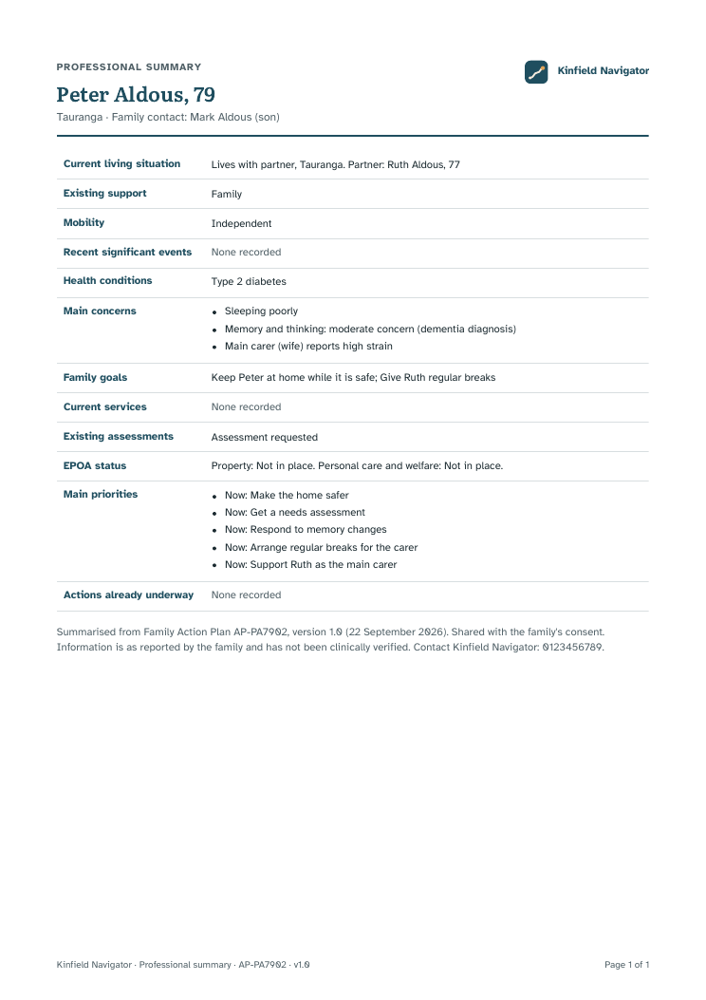 PROFESSIONAL SUMMARY
Kinfield Navigator
Peter Aldous, 79
Tauranga · Family contact: Mark Aldous (son)
Current living situation Lives with partner, Tauranga. Partner: Ruth Aldous, 77
Existing support Family
Mobility Independent
Recent significant events None recorded
Health conditions Type 2 diabetes
Main concerns
• Sleeping poorly
• Memory and thinking: moderate concern (dementia diagnosis)
• Main carer (wife) reports high strain
Family goals Keep Peter at home while it is safe; Give Ruth regular breaks
Current services None recorded
Existing assessments Assessment requested
EPOA status Property: Not in place. Personal care and welfare: Not in place.
Main priorities
• Now: Make the home safer
• Now: Get a needs assessment
• Now: Respond to memory changes
• Now: Arrange regular breaks for the carer
• Now: Support Ruth as the main carer
Actions already underway None recorded
Summarised from Family Action Plan AP-PA7902, version 1.0 (22 September 2026). Shared with the family's consent.
Information is as reported by the family and has not been clinically verified. Contact Kinfield Navigator: 0123456789.
Kinfield Navigator · Professional summary · AP-PA7902 · v1.0
Page 1 of 1